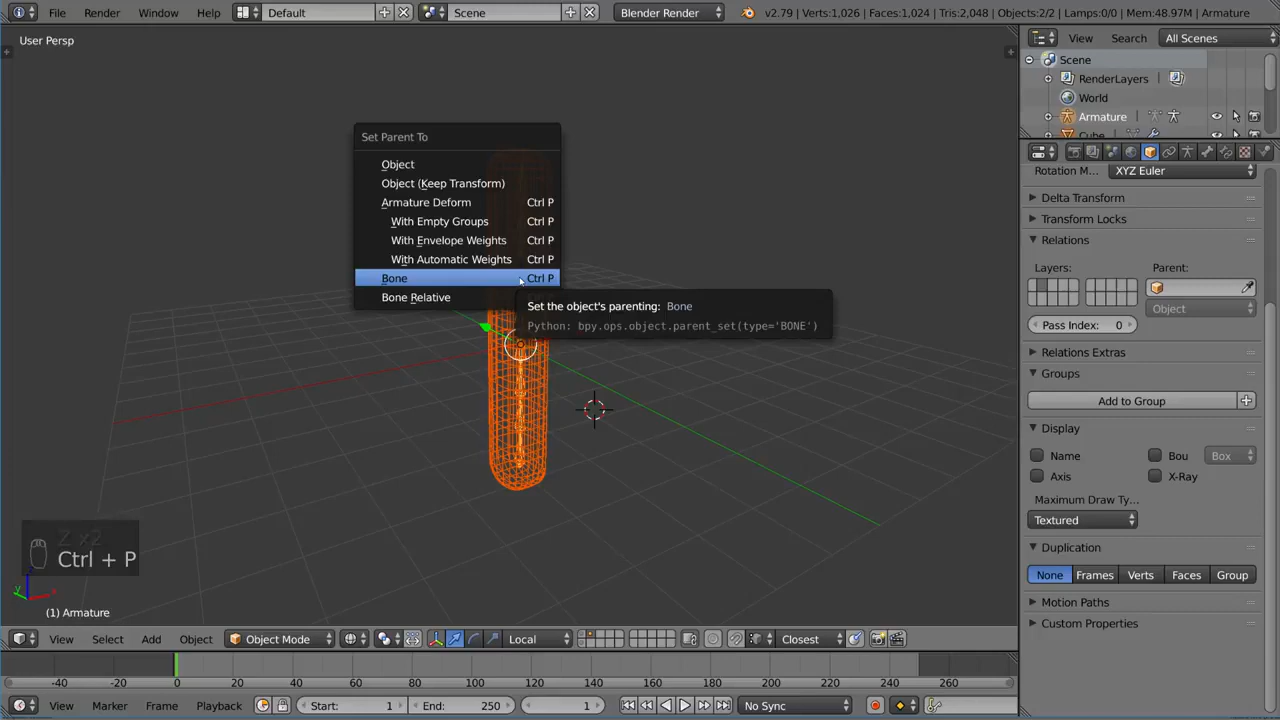 File Render Window Help Default Scene Blender Render v2.79 | Verts:1,026 | Faces:1,024 | Tris:2,048 | Objects:2/2 | Lamps:0/0 | Mem:48.97M | Armature
User Persp
View Search All Scenes
Scene
RenderLayers
World
Armature
Cube
Set Parent To
Object
Object (Keep Transform)
Armature Deform Ctrl P
With Empty Groups Ctrl P
With Envelope Weights Ctrl P
With Automatic Weights Ctrl P
Bone Ctrl P
Bone Relative
Set the object's parenting: Bone
Python: bpy.ops.object.parent_set(type='BONE')
Rotation M... XYZ Euler
Delta Transform
Transform Locks
Relations
Layers: Parent:
Object
Pass Index: 0
Relations Extras
Groups
Add to Group
Display
Name Bou Box
Axis X-Ray
Maximum Draw Ty...
Textured
Duplication
None Frames Verts Faces Group
Motion Paths
Custom Properties
Z x2
Ctrl + P
z
y x
(1) Armature
View Select Add Object Object Mode Local Closest
-40 -20 0 20 40 60 80 100 120 140 160 180 200 220 240 260
View Marker Frame Playback Start: 1 End: 250 1 No Sync